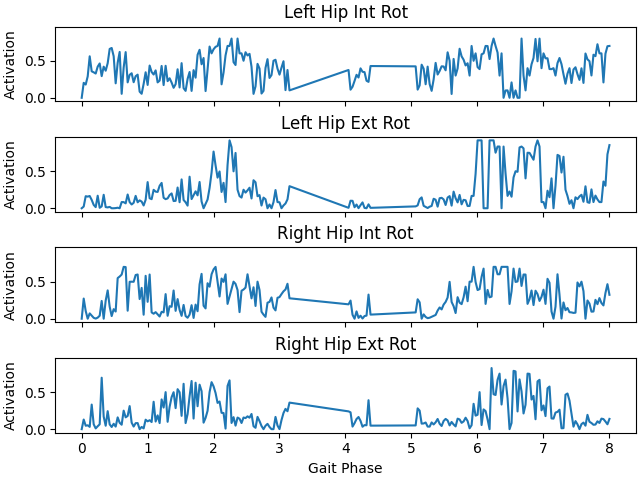 Left Hip Int Rot
Activation
0.5
0.0
Left Hip Ext Rot
Activation
0.5
0.0
Right Hip Int Rot
Activation
0.5
0.0
Right Hip Ext Rot
Activation
0.5
0.0
0 1 2 3 4 5 6 7 8
Gait Phase